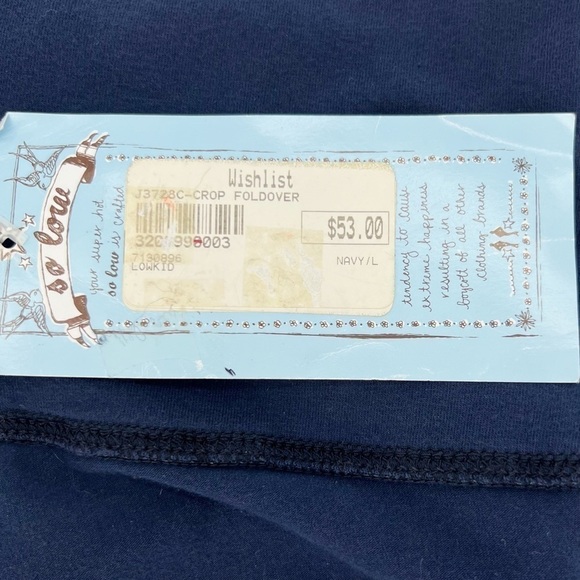 so low
your super hot
so low is crafted
Wishlist
J3728C-CROP FOLDOVER
$53.00
7130896
NAVY/L
LOWKID
tendency to cause
extreme happiness
resulting in a
boycott of all other
clothing brands